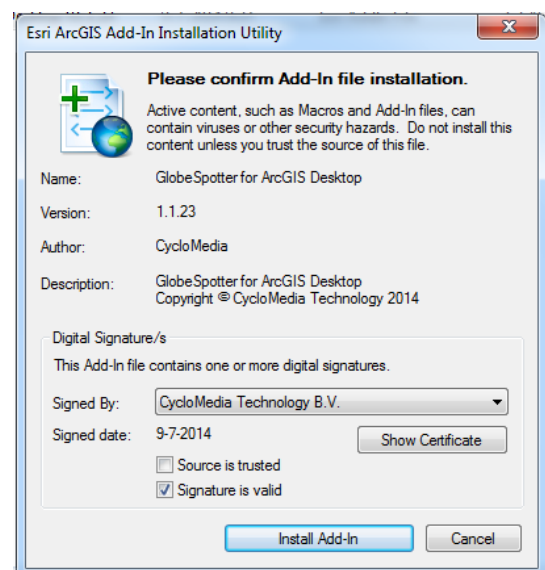 Esri ArcGIS Add-In Installation Utility
Please confirm Add-In file installation.
Active content, such as Macros and Add-In files, can
contain viruses or other security hazards. Do not install this
content unless you trust the source of this file.
Name: GlobeSpotter for ArcGIS Desktop
Version: 1.1.23
Author: CycloMedia
Description: GlobeSpotter for ArcGIS Desktop
Copyright © CycloMedia Technology 2014
Digital Signature/s
This Add-In file contains one or more digital signatures.
Signed By: CycloMedia Technology B.V.
Signed date: 9-7-2014 Show Certificate
Source is trusted
Signature is valid
Install Add-In Cancel